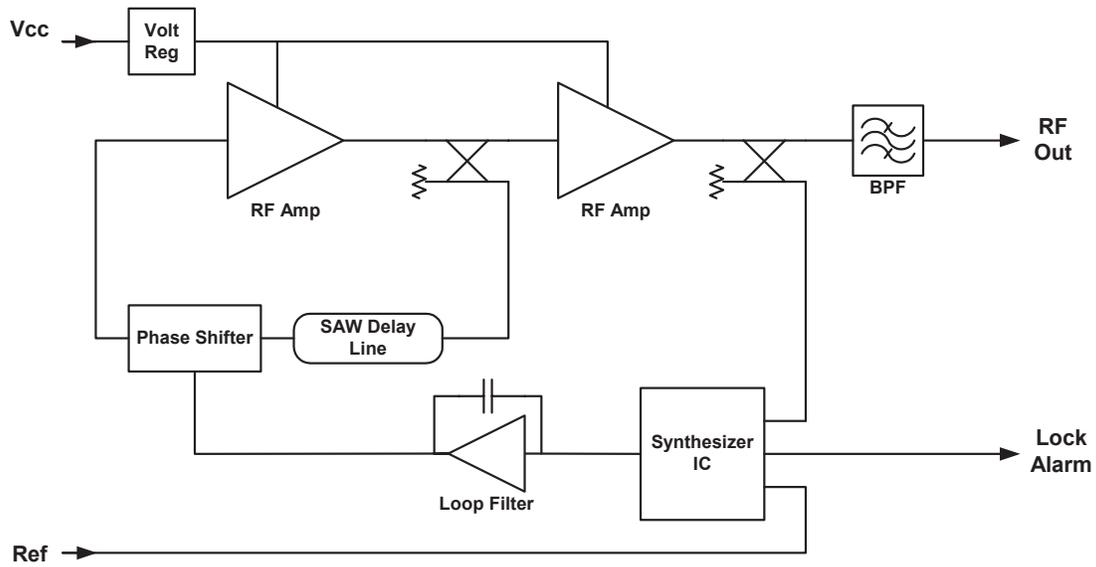 Vcc
Volt
Reg
RF Amp
RF Amp
BPF
RF
Out
Phase Shifter
SAW Delay
Line
Loop Filter
Synthesizer
IC
Lock
Alarm
Ref